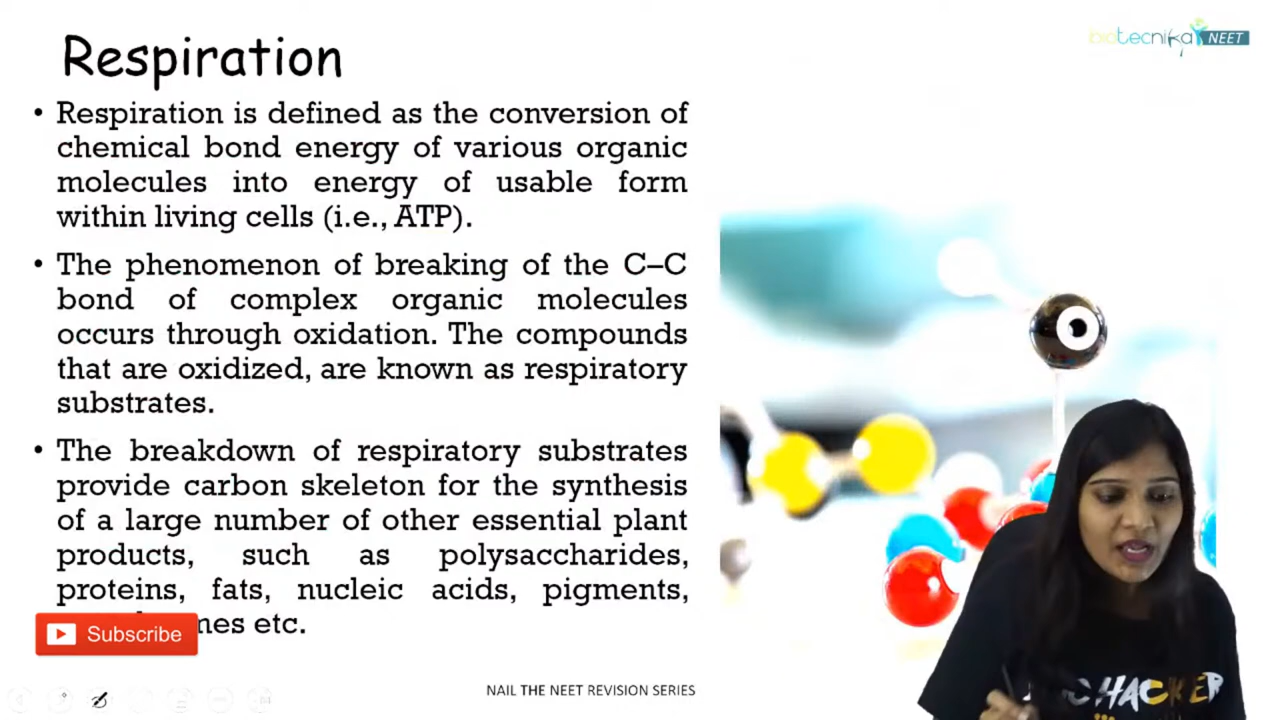 Respiration
biotecnika NEET
• Respiration is defined as the conversion of
chemical bond energy of various organic
molecules into energy of usable form
within living cells (i.e., ATP).
• The phenomenon of breaking of the C–C
bond of complex organic molecules
occurs through oxidation. The compounds
that are oxidized, are known as respiratory
substrates.
• The breakdown of respiratory substrates
provide carbon skeleton for the synthesis
of a large number of other essential plant
products, such as polysaccharides,
proteins, fats, nucleic acids, pigments,
etc.
Subscribe
HACKER
NAIL THE NEET REVISION SERIES